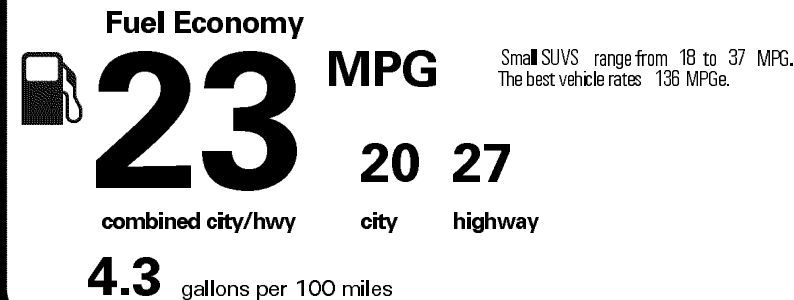 Fuel Economy
23 MPG
Small SUVS range from 18 to 37 MPG.
The best vehicle rates 136 MPGe.
20 27
combined city/hwy city highway
4.3 gallons per 100 miles